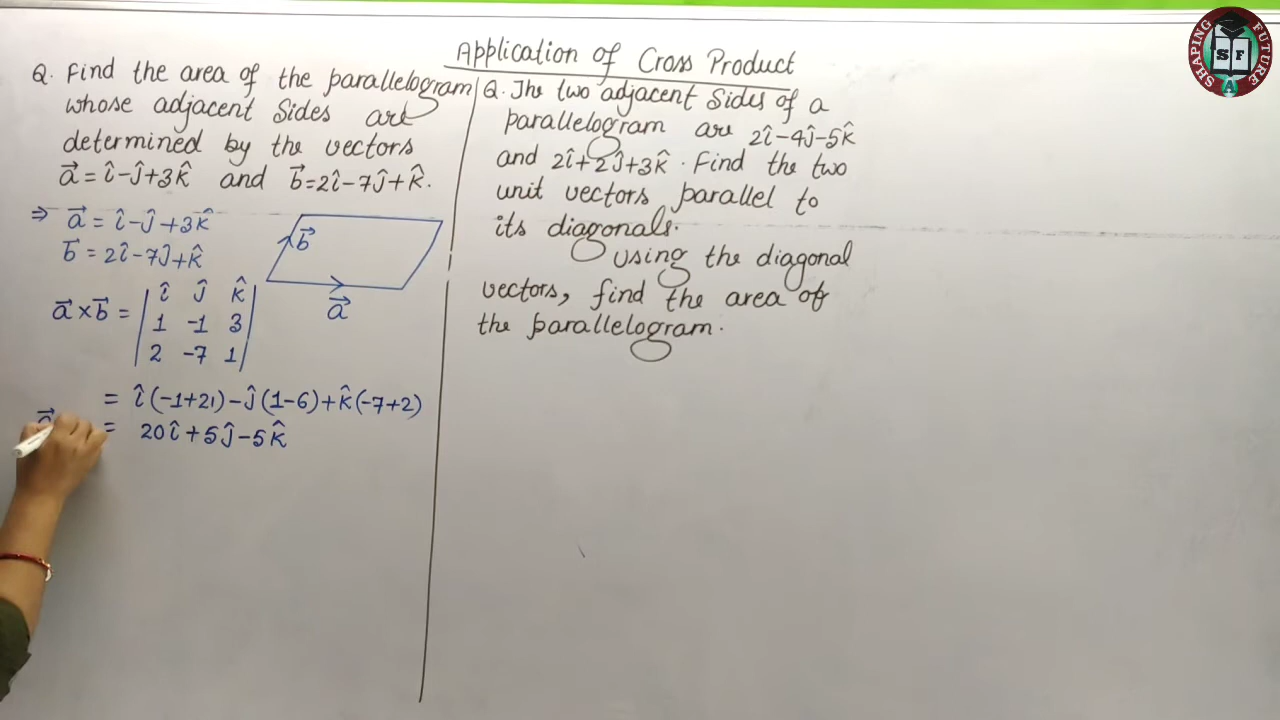 Application of Cross Product
Q. Find the area of the parallelogram
whose adjacent sides are
determined by the vectors
a⃗ = î-ĵ+3k̂ and b⃗=2î-7ĵ+k̂.
⇒ a⃗ = î-ĵ+3k̂
b⃗ = 2î-7ĵ+k̂
b⃗
a⃗
a⃗×b⃗ = | î ĵ k̂ |
| 1 -1 3 |
| 2 -7 1 |
= î(-1+21)-ĵ(1-6)+k̂(-7+2)
= 20î+5ĵ-5k̂
Q. The two adjacent sides of a
parallelogram are 2î-4ĵ-5k̂
and 2î+2ĵ+3k̂. Find the two
unit vectors parallel to
its diagonals.
using the diagonal
vectors, find the area of
the parallelogram.
SHAPING FUTURE
S F
A